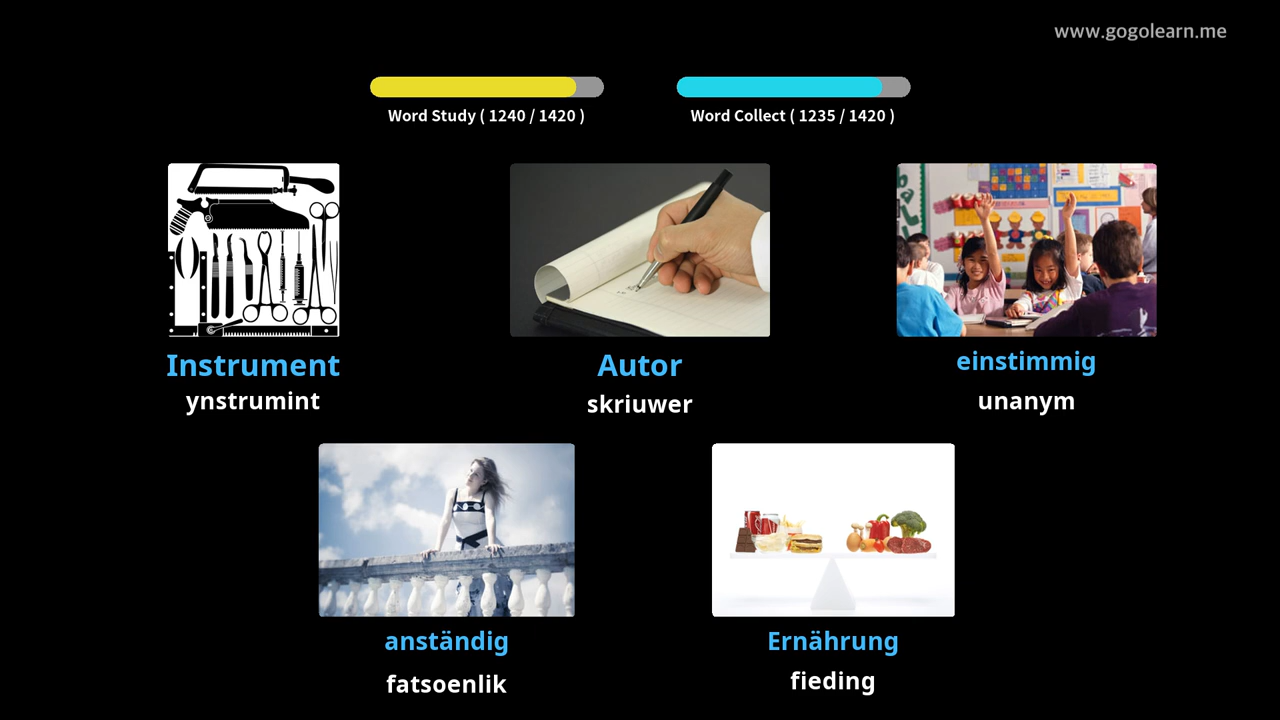 www.gogolearn.me
Word Study ( 1240 / 1420 )
Word Collect ( 1235 / 1420 )
Instrument
ynstrumint
Autor
skriuwer
einstimmig
unanym
anständig
fatsoenlik
Ernährung
fieding